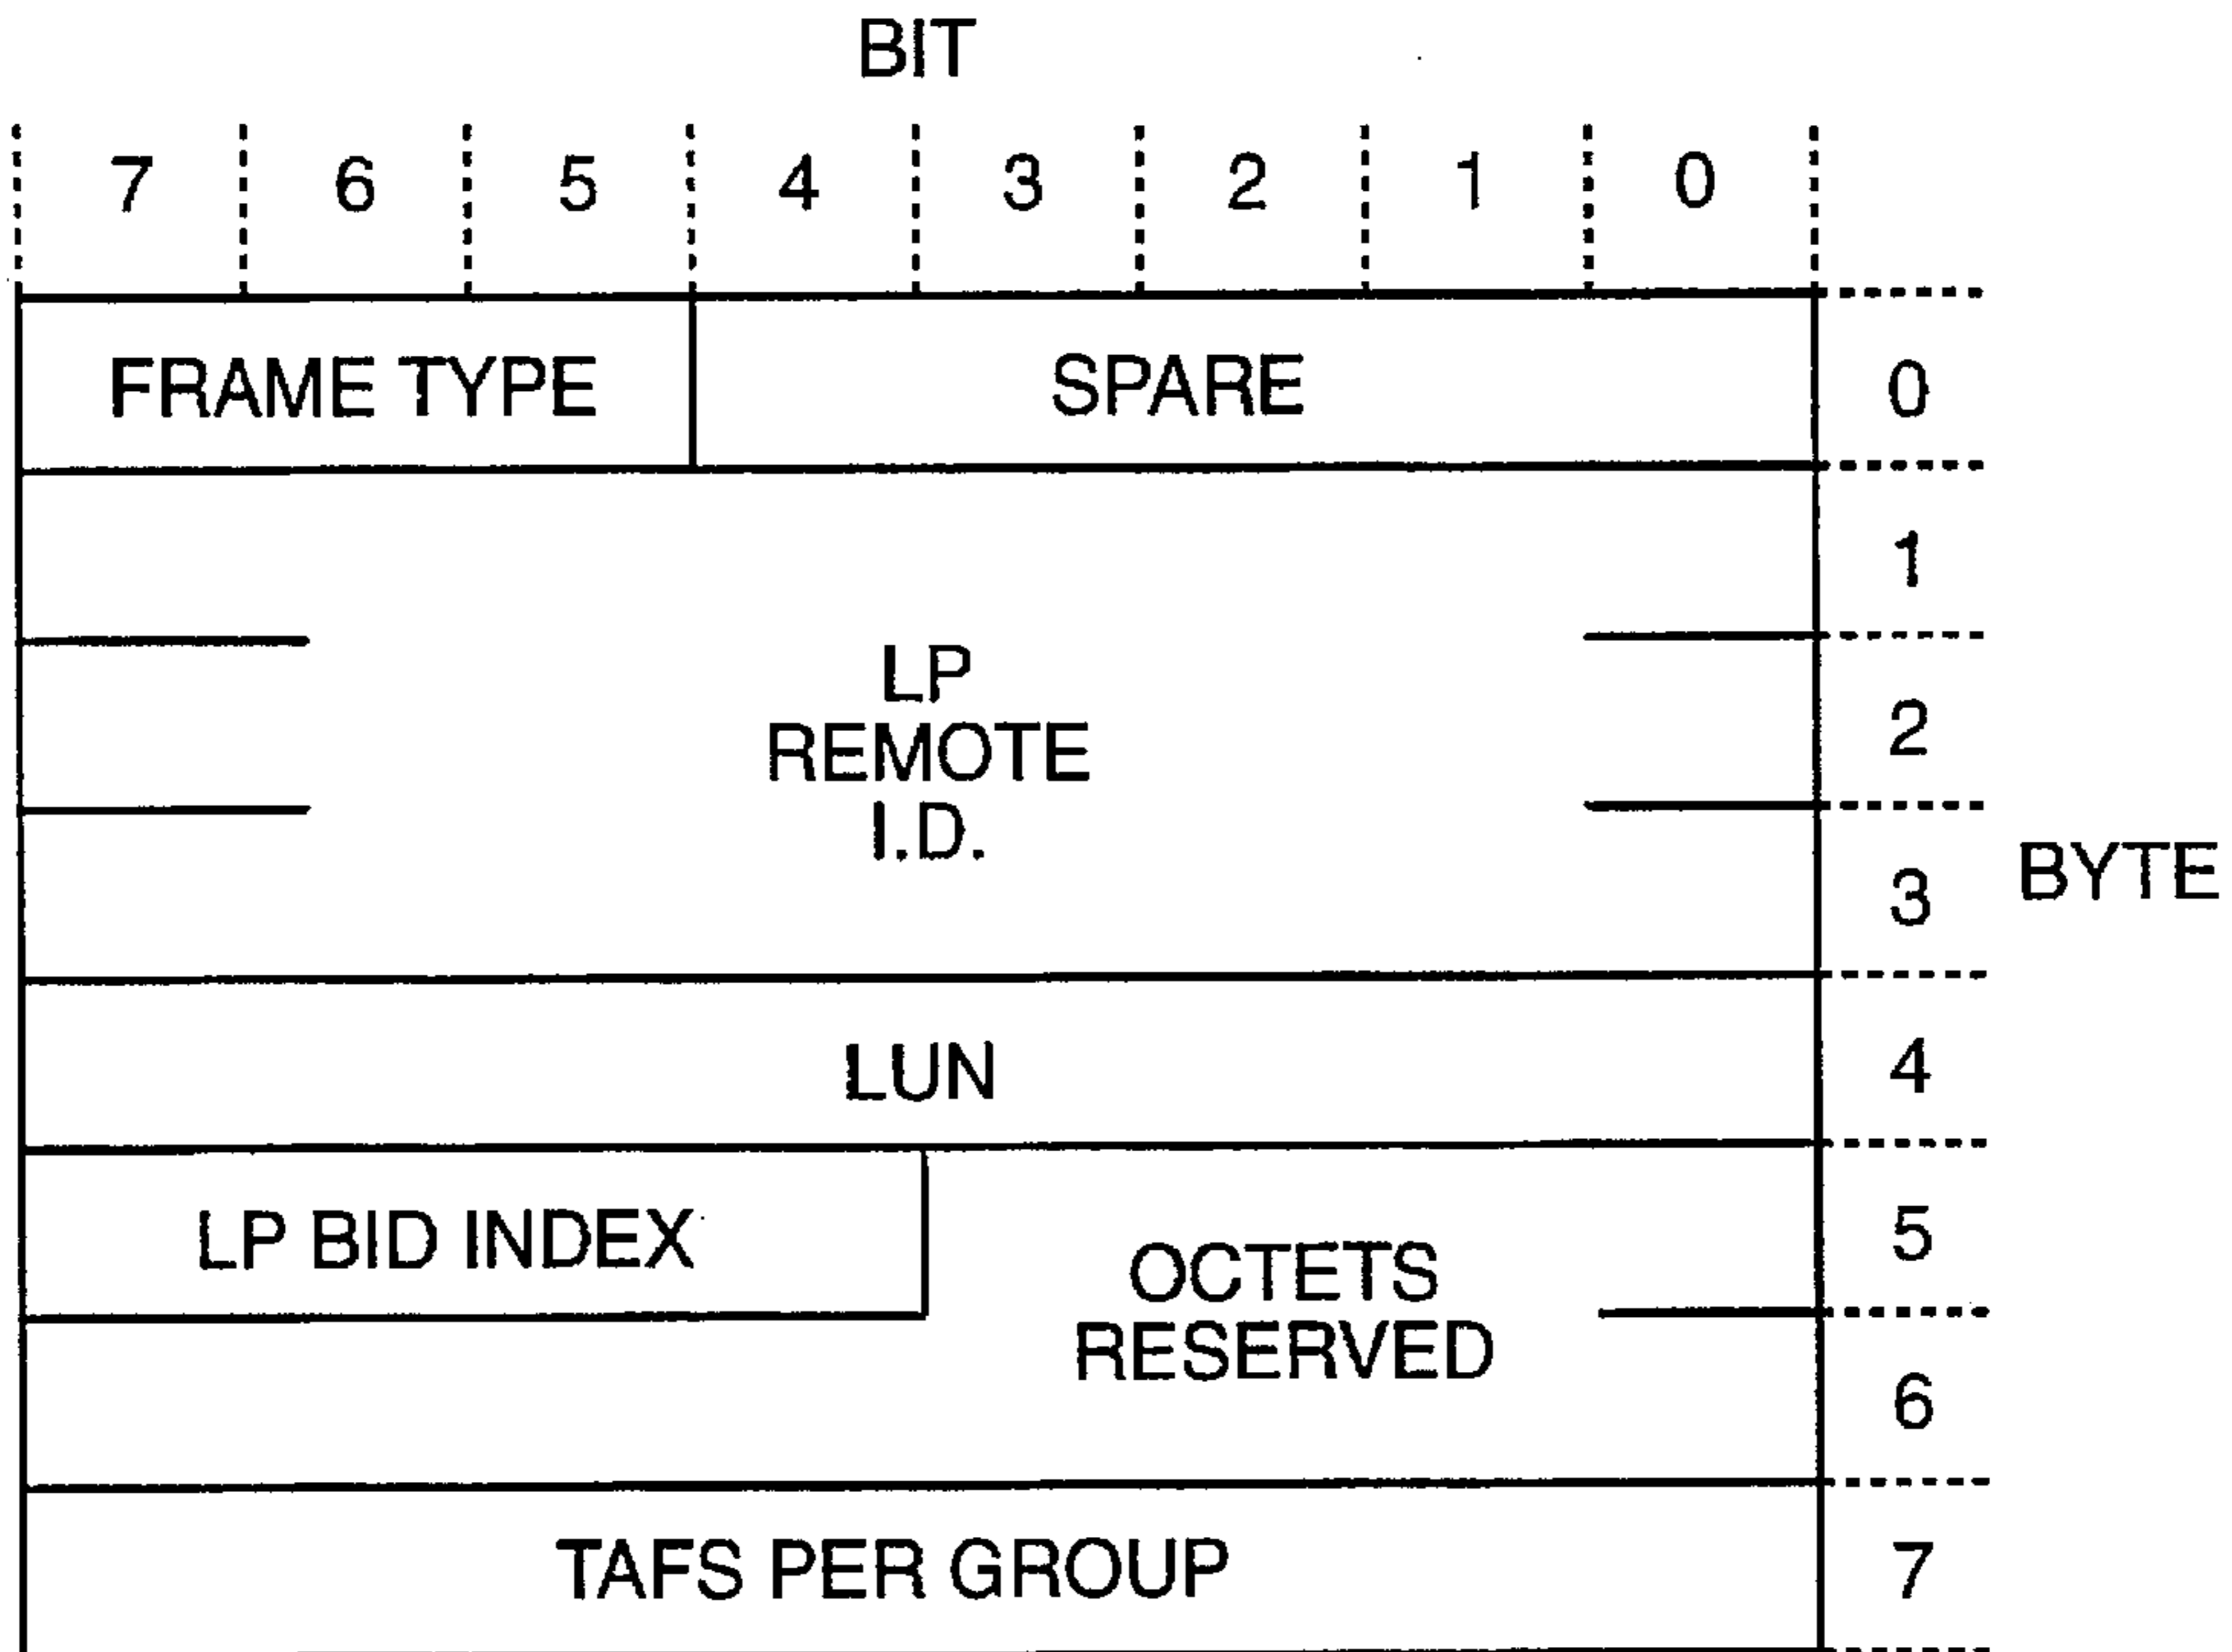 BIT
7 6 5 4 3 2 1 0
FRAME TYPE SPARE 0
1
LP
REMOTE
I.D.
2
3
BYTE
LUN 4
LP BID INDEX 5
OCTETS
RESERVED
6
TAFS PER GROUP 7